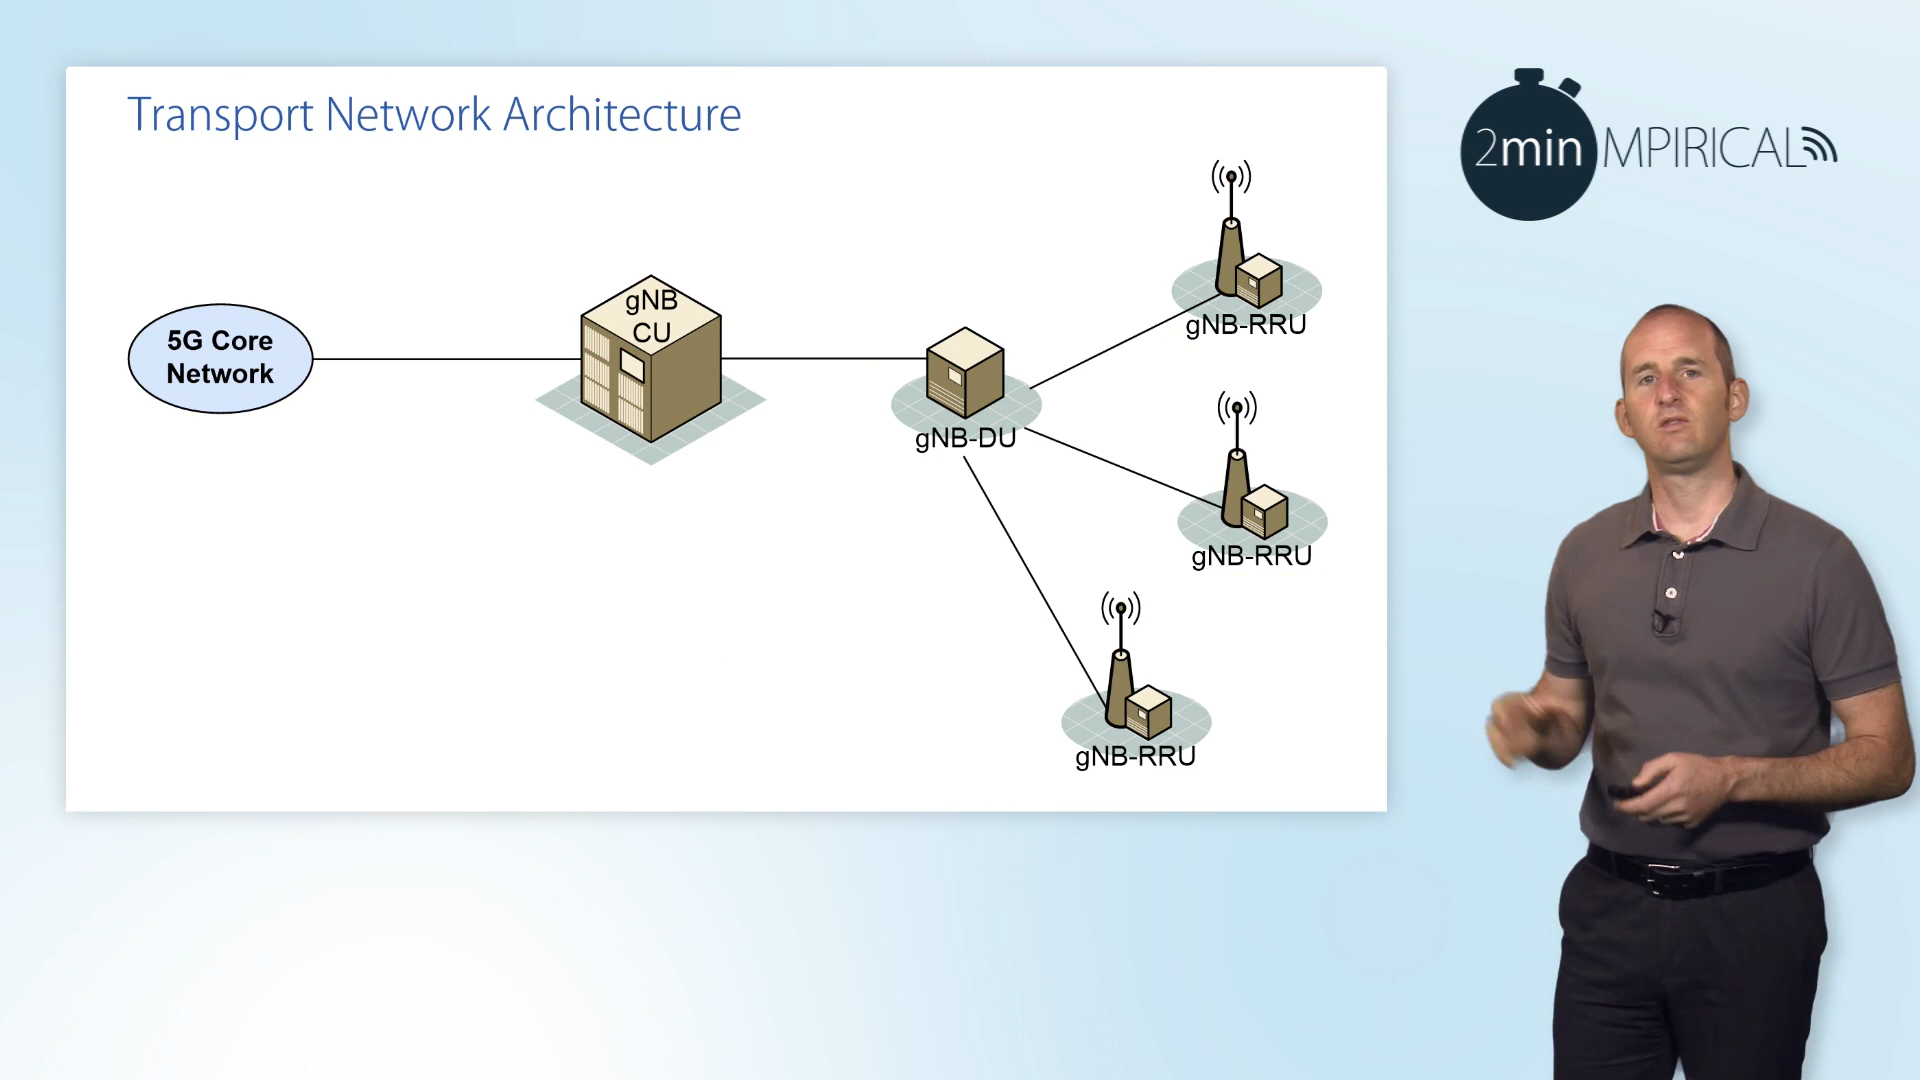 Transport Network Architecture
2min MPIRICAL
5G Core
Network
gNB
CU
gNB-DU
gNB-RRU
gNB-RRU
gNB-RRU